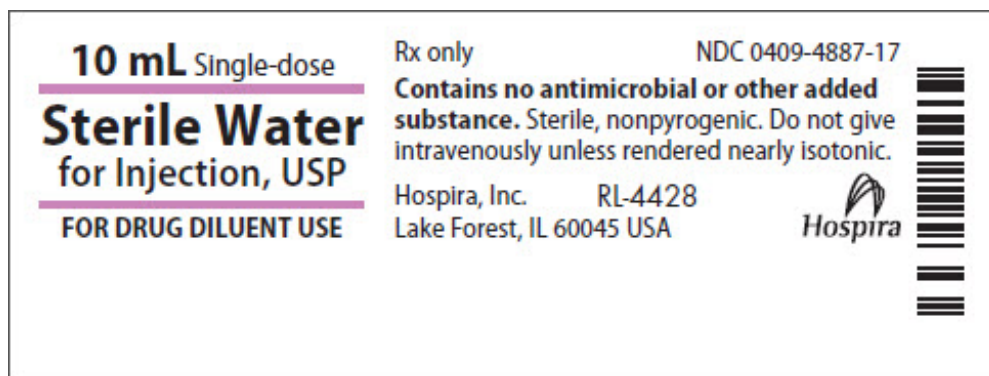 10 mL Single-dose
Sterile Water
for Injection, USP
FOR DRUG DILUENT USE
Rx only NDC 0409-4887-17
Contains no antimicrobial or other added
substance. Sterile, nonpyrogenic. Do not give
intravenously unless rendered nearly isotonic.
Hospira, Inc. RL-4428
Lake Forest, IL 60045 USA
Hospira